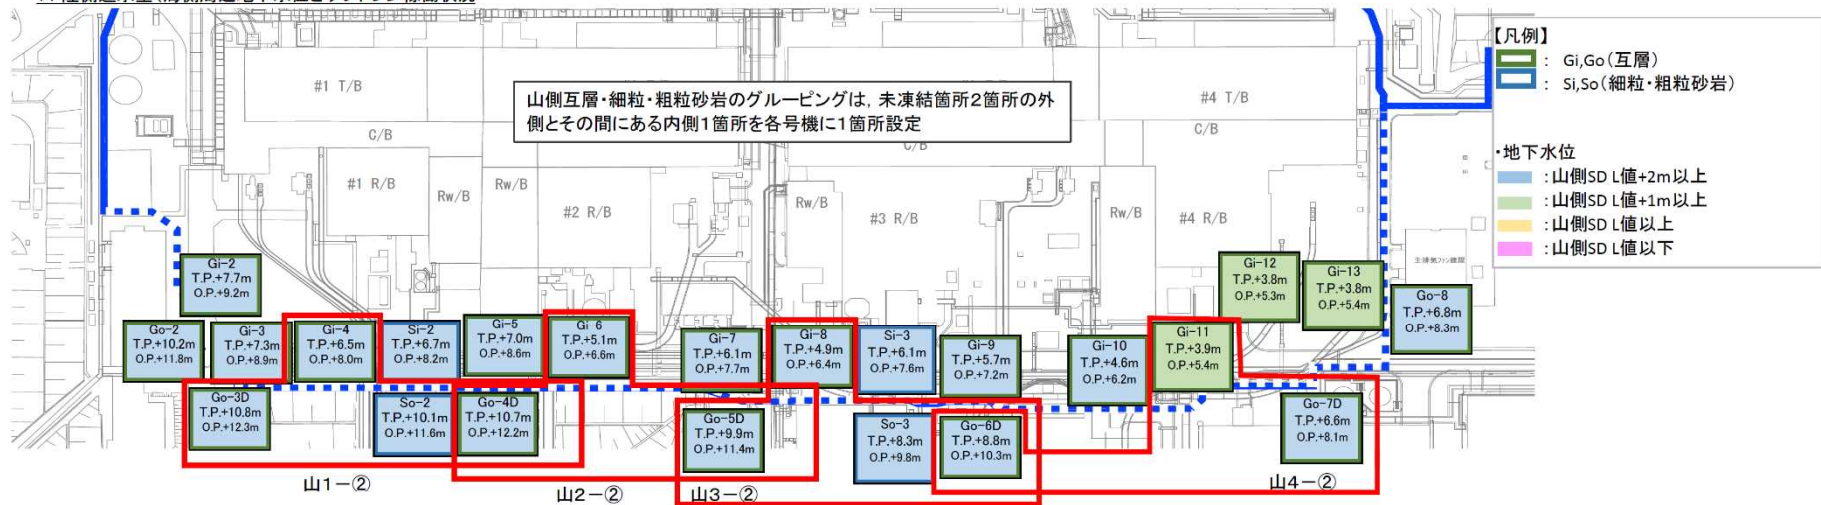 #1 T/B
#4 T/B
山側互層・細粒・粗粒砂岩のグルーピングは，未凍結箇所2箇所の外
側とその間にある内側1箇所を各号機に1箇所設定
C/B
C/B
C/B
#1 R/B
Rw/B
Rw/B
#2 R/B
Rw/B
#3 R/B
Rw/B
#4 R/B
【凡例】
： Gi,Go（互層）
： Si,So（細粒・粗粒砂岩）
・地下水位
：山側SD L値+2m以上
：山側SD L値+1m以上
：山側SD L値以上
：山側SD L値以下
主排気ファン建屋
Gi-2
T.P.+7.7m
O.P.+9.2m
Gi-12
T.P.+3.8m
O.P.+5.3m
Gi-13
T.P.+3.8m
O.P.+5.4m
Go-8
T.P.+6.8m
O.P.+8.3m
Go-2
T.P.+10.2m
O.P.+11.8m
Gi-3
T.P.+7.3m
O.P.+8.9m
Gi-4
T.P.+6.5m
O.P.+8.0m
Si-2
T.P.+6.7m
O.P.+8.2m
Gi-5
T.P.+7.0m
O.P.+8.6m
Gi 6
T.P.+5.1m
O.P.+6.6m
Gi-7
T.P.+6.1m
O.P.+7.7m
Gi-8
T.P.+4.9m
O.P.+6.4m
Si-3
T.P.+6.1m
O.P.+7.6m
Gi-9
T.P.+5.7m
O.P.+7.2m
Gi-10
T.P.+4.6m
O.P.+6.2m
Gi-11
T.P.+3.9m
O.P.+5.4m
Go-3D
T.P.+10.8m
O.P.+12.3m
So-2
T.P.+10.1m
O.P.+11.6m
Go-4D
T.P.+10.7m
O.P.+12.2m
Go-5D
T.P.+9.9m
O.P.+11.4m
So-3
T.P.+8.3m
O.P.+9.8m
Go-6D
T.P.+8.8m
O.P.+10.3m
Go-7D
T.P.+6.6m
O.P.+8.1m
山1－②
山2－②
山3－②
山4－②